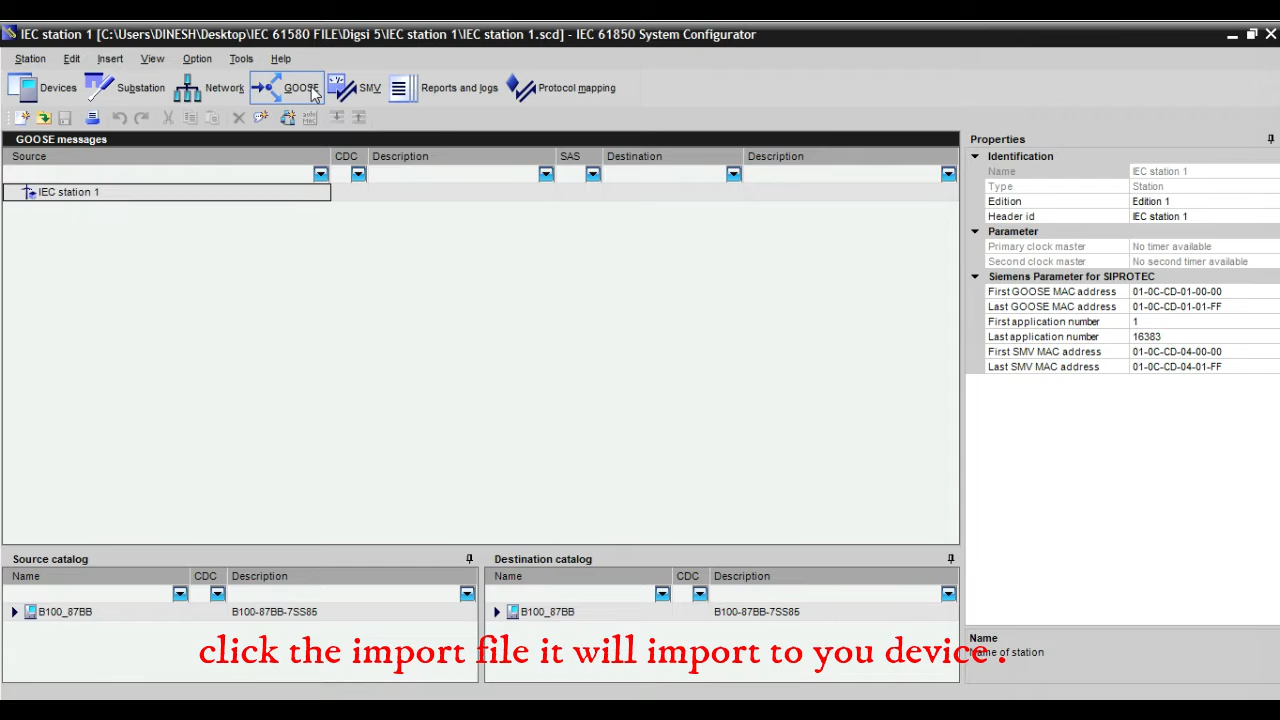 IEC station 1 [C:\Users\DINESH\Desktop\IEC 61580 FILE\Digsi 5\IEC station 1\IEC station 1.scd] - IEC 61850 System Configurator
Station Edit Insert View Option Tools Help
Devices Substation Network GOOSE SMV Reports and logs Protocol mapping
GOOSE messages
Source CDC Description SAS Destination Description
IEC station 1
Properties
Identification
Name IEC station 1
Type Station
Edition Edition 1
Header id IEC station 1
Parameter
Primary clock master No timer available
Second clock master No second timer available
Siemens Parameter for SIPROTEC
First GOOSE MAC address 01-0C-CD-01-00-00
Last GOOSE MAC address 01-0C-CD-01-01-FF
First application number 1
Last application number 16383
First SMV MAC address 01-0C-CD-04-00-00
Last SMV MAC address 01-0C-CD-04-01-FF
Source catalog
Name CDC Description
B100_87BB B100-87BB-7SS85
Destination catalog
Name CDC Description
B100_87BB B100-87BB-7SS85
Name
Name of station
click the import file it will import to you device .